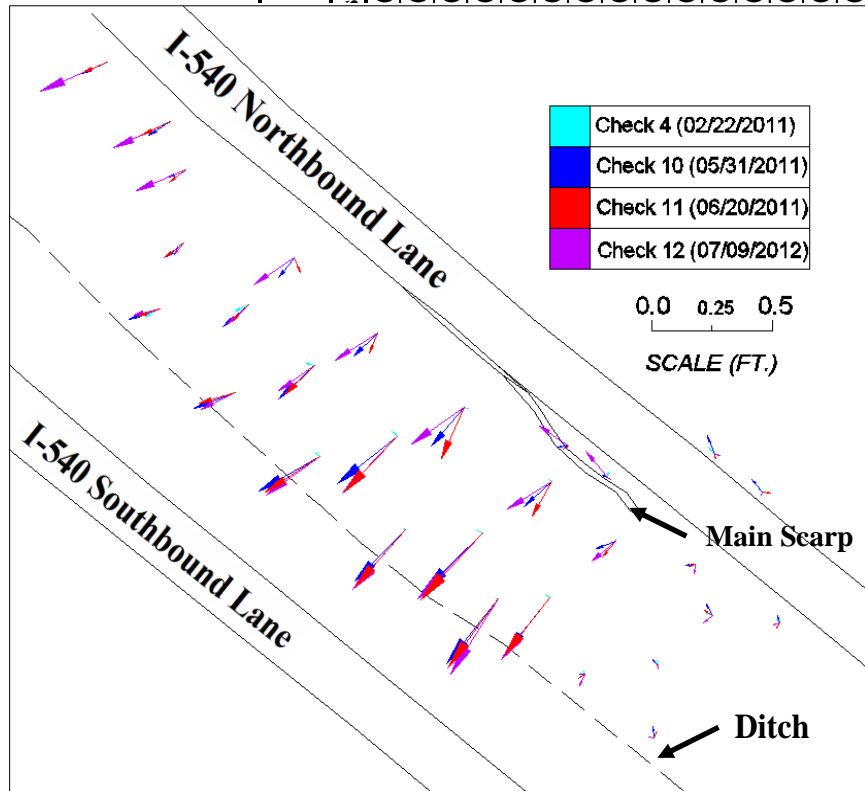 I-540 Northbound Lane
Check 4 (02/22/2011)
Check 10 (05/31/2011)
Check 11 (06/20/2011)
Check 12 (07/09/2012)
0.0 0.25 0.5
SCALE (FT.)
Main Scarp
I-540 Southbound Lane
Ditch